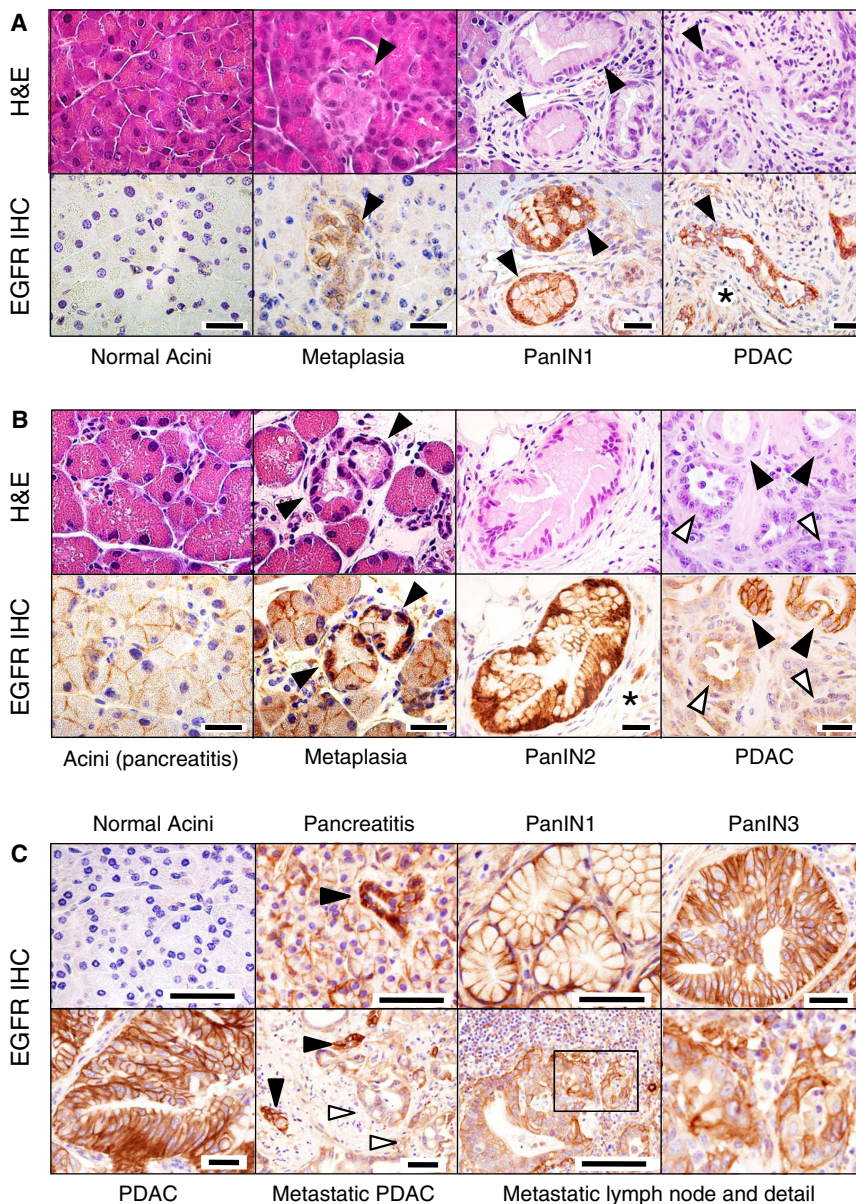 A
H&E
EGFR IHC
Normal Acini Metaplasia PanIN1 PDAC
*
B
H&E
EGFR IHC
Acini (pancreatitis) Metaplasia PanIN2 PDAC
*
Normal Acini Pancreatitis PanIN1 PanIN3
C
EGFR IHC
PDAC Metastatic PDAC Metastatic lymph node and detail